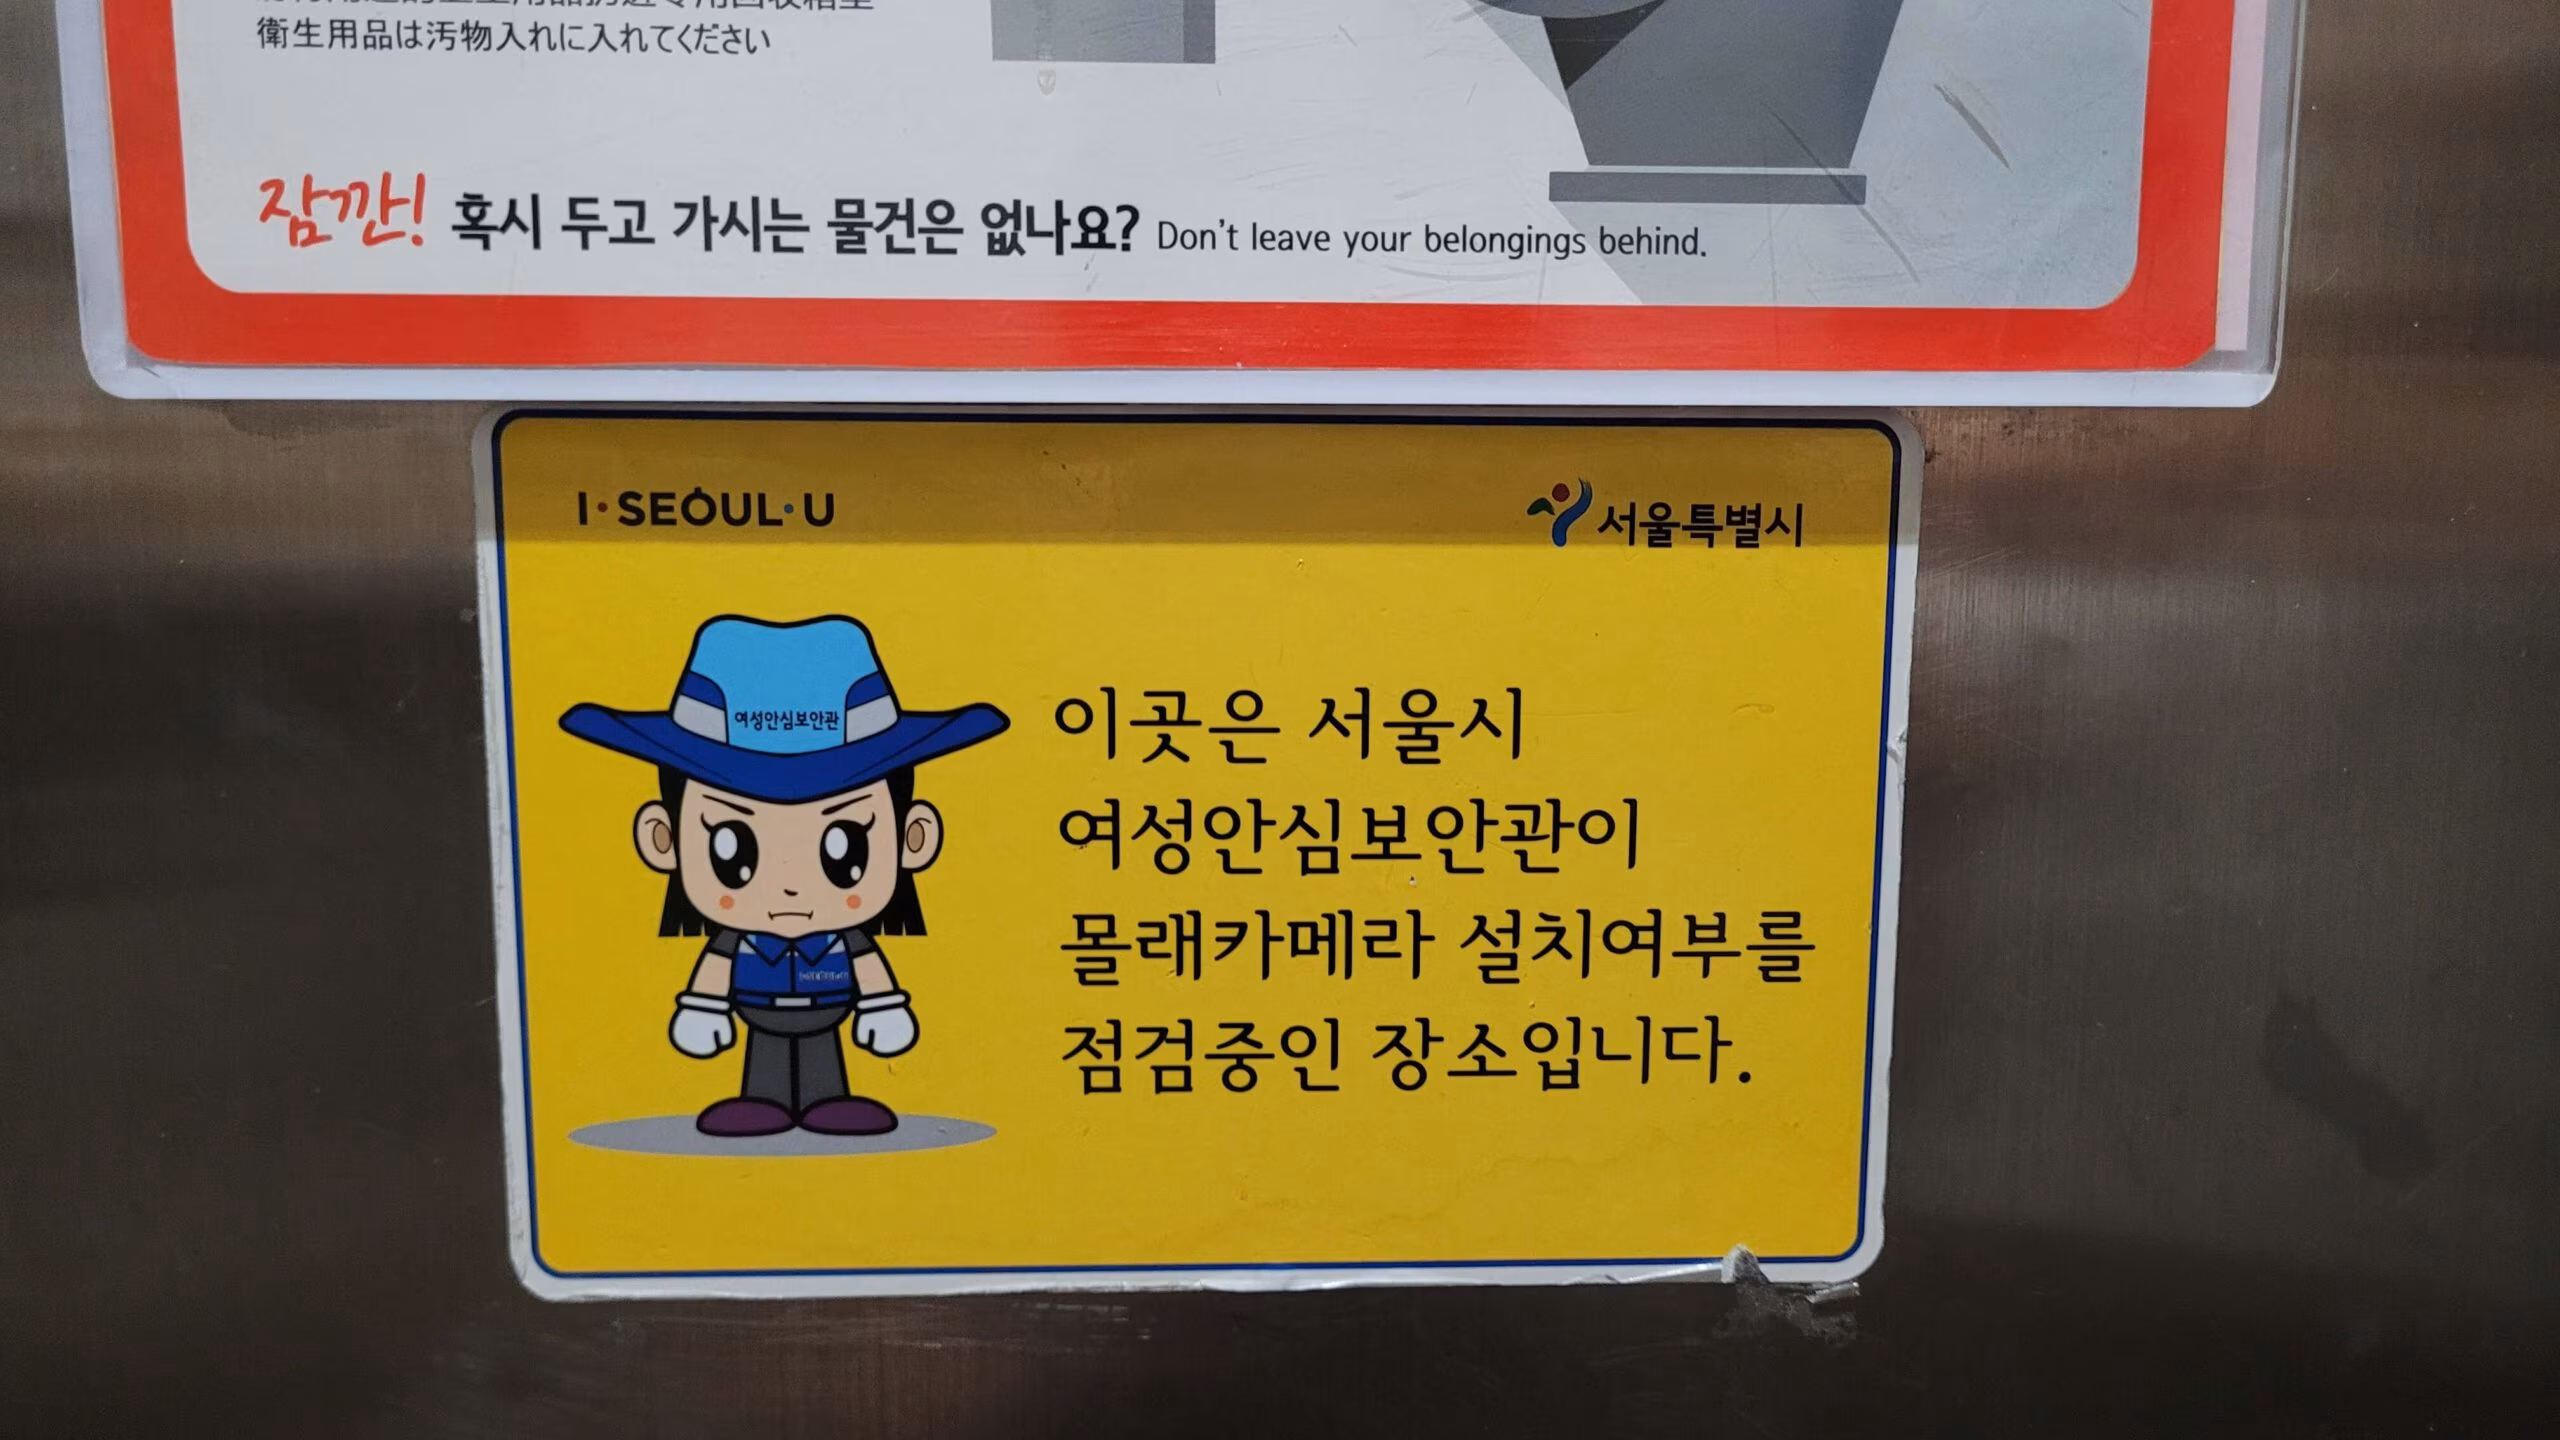 衛生用品は汚物入れに入れてください
잠깐! 혹시 두고 가시는 물건은 없나요? Don't leave your belongings behind.
I·SEOUL·U
서울특별시
여성안심보안관
I·SEOUL·U
이곳은 서울시
여성안심보안관이
몰래카메라 설치여부를
점검중인 장소입니다.